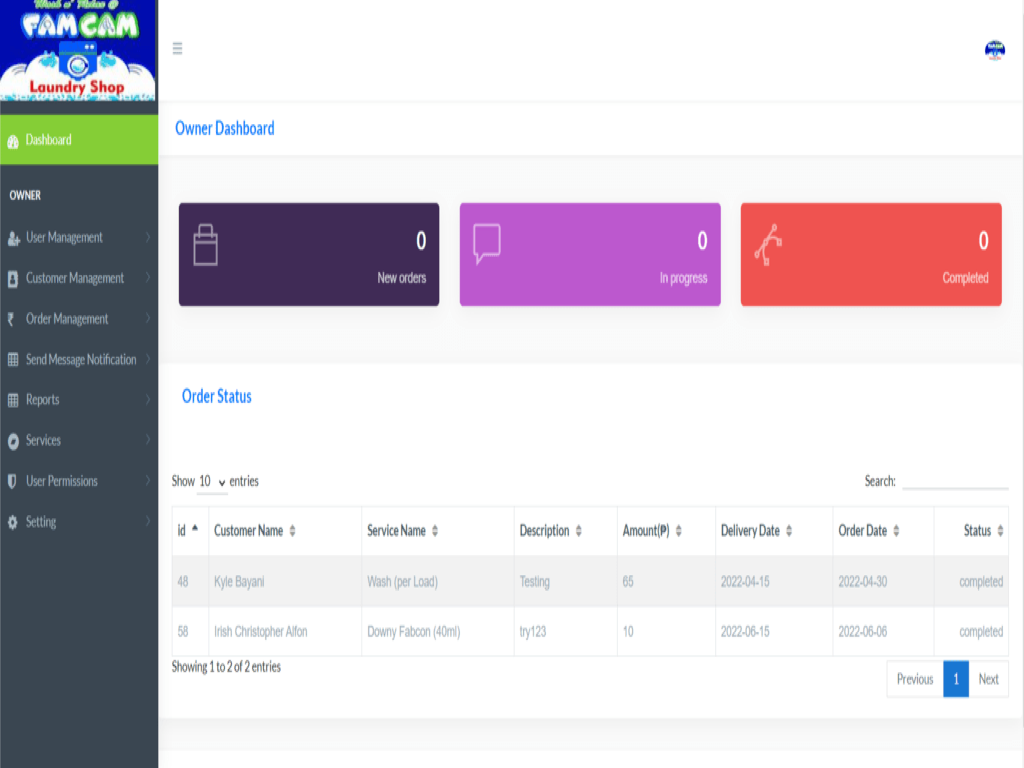 FAMCAM
Laundry Shop
Dashboard
OWNER
User Management
Customer Management
Order Management
Send Message Notification
Reports
Services
User Permissions
Setting
Owner Dashboard
0
New orders
0
In progress
0
Completed
Order Status
Show 10 entries Search:
id Customer Name Service Name Description Amount(₱) Delivery Date Order Date Status
48 Kyle Bayani Wash (per Load) Testing 65 2022-04-15 2022-04-30 completed
58 Irish Christopher Alfon Downy Fabcon (40ml) try123 10 2022-06-15 2022-06-06 completed
Showing 1 to 2 of 2 entries
Previous 1 Next